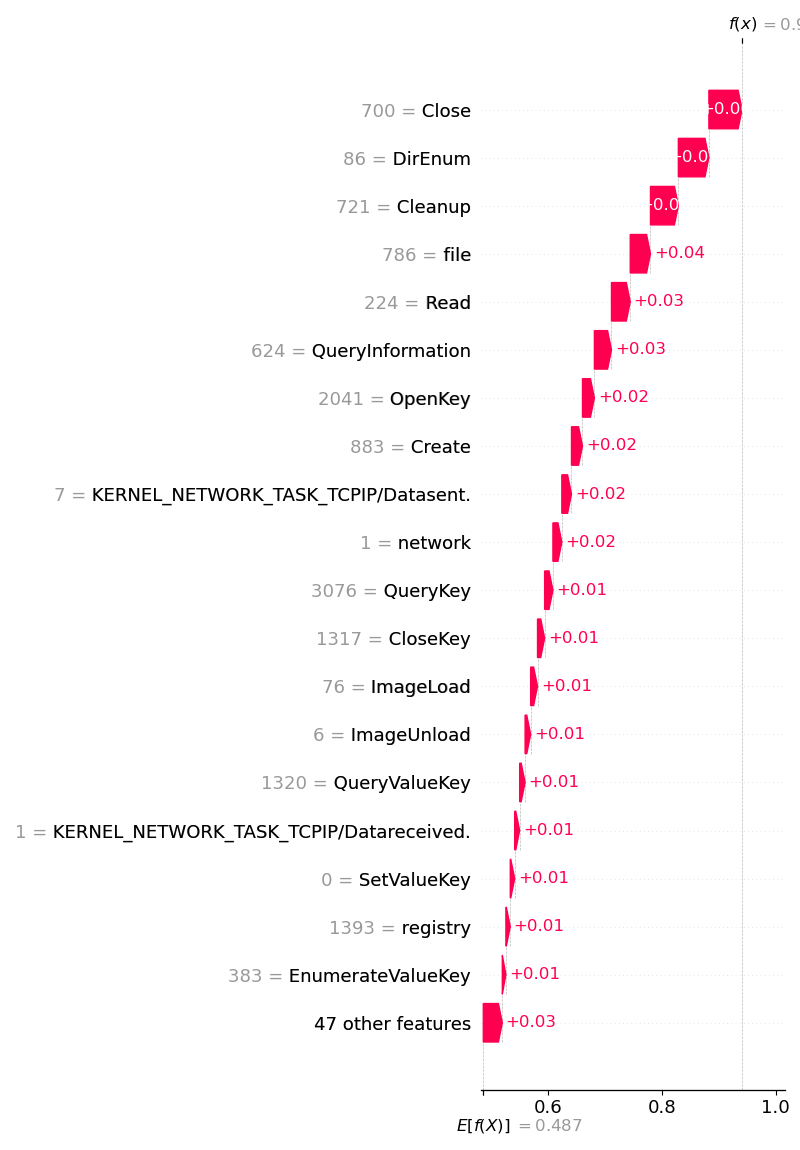 f(x) = 0.9
700 = Close
86 = DirEnum
721 = Cleanup
786 = file
+0.04
224 = Read
+0.03
624 = QueryInformation
+0.03
2041 = OpenKey
+0.02
883 = Create
+0.02
7 = KERNEL_NETWORK_TASK_TCPIP/Datasent.
+0.02
1 = network
+0.02
3076 = QueryKey
+0.01
1317 = CloseKey
+0.01
76 = ImageLoad
+0.01
6 = ImageUnload
+0.01
1320 = QueryValueKey
+0.01
1 = KERNEL_NETWORK_TASK_TCPIP/Datareceived.
+0.01
0 = SetValueKey
+0.01
1393 = registry
+0.01
383 = EnumerateValueKey
+0.01
47 other features
+0.03
0.6
0.8
1.0
E[f(X)] = 0.487